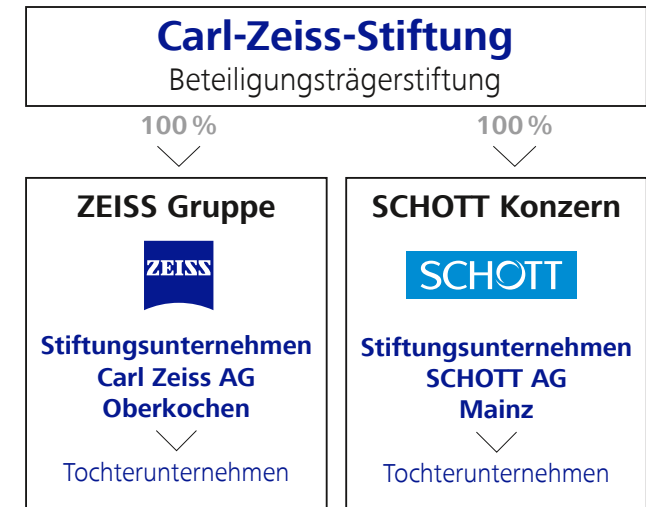 Carl-Zeiss-Stiftung
Beteiligungsträgerstiftung
100 %
100 %
ZEISS Gruppe
ZEISS
Stiftungsunternehmen
Carl Zeiss AG
Oberkochen
Tochterunternehmen
SCHOTT Konzern
SCHOTT
Stiftungsunternehmen
SCHOTT AG
Mainz
Tochterunternehmen